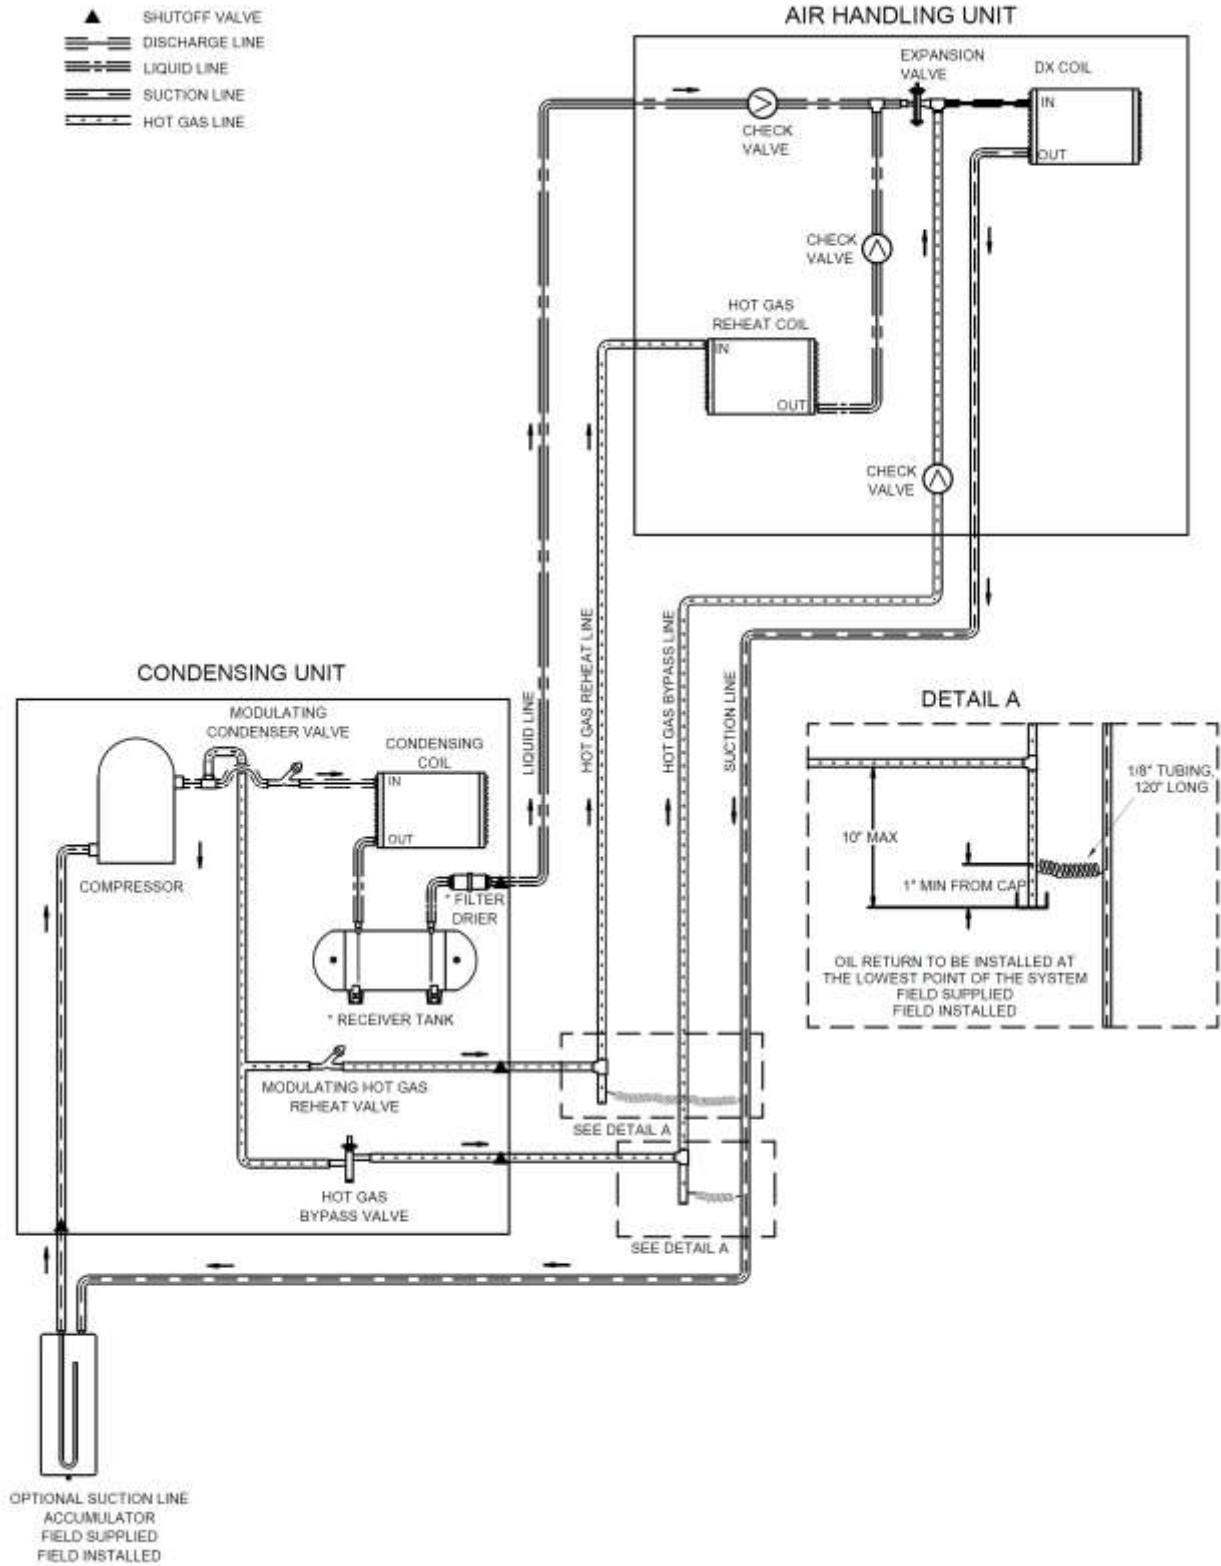 SHUTOFF VALVE
DISCHARGE LINE
LIQUID LINE
SUCTION LINE
HOT GAS LINE
AIR HANDLING UNIT
EXPANSION
VALVE
DX COIL
IN
OUT
CHECK
VALVE
CHECK
VALVE
HOT GAS
REHEAT COIL
IN
OUT
CHECK
VALVE
LIQUID LINE
HOT GAS REHEAT LINE
HOT GAS BYPASS LINE
SUCTION LINE
CONDENSING UNIT
MODULATING
CONDENSER VALVE
CONDENSING
COIL
IN
OUT
COMPRESSOR
* FILTER
DRIER
* RECEIVER TANK
MODULATING HOT GAS
REHEAT VALVE
HOT GAS
BYPASS VALVE
SEE DETAIL A
SEE DETAIL A
DETAIL A
1/8" TUBING,
120" LONG
10" MAX
1" MIN FROM CAP
OIL RETURN TO BE INSTALLED AT
THE LOWEST POINT OF THE SYSTEM
FIELD SUPPLIED
FIELD INSTALLED
OPTIONAL SUCTION LINE
ACCUMULATOR
FIELD SUPPLIED
FIELD INSTALLED